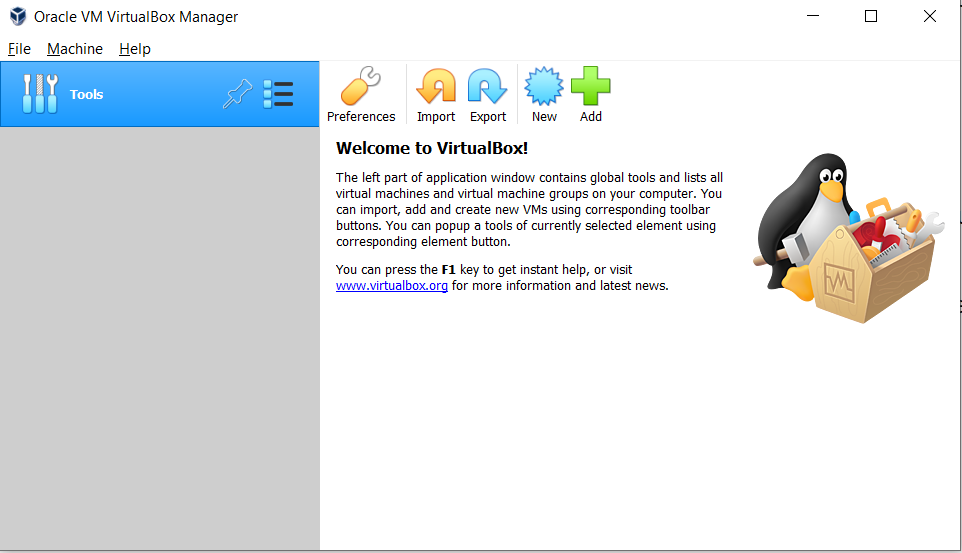 Oracle VM VirtualBox Manager
File Machine Help
Tools
Preferences Import Export New Add
Welcome to VirtualBox!
The left part of application window contains global tools and lists all
virtual machines and virtual machine groups on your computer. You
can import, add and create new VMs using corresponding toolbar
buttons. You can popup a tools of currently selected element using
corresponding element button.
You can press the F1 key to get instant help, or visit
www.virtualbox.org for more information and latest news.